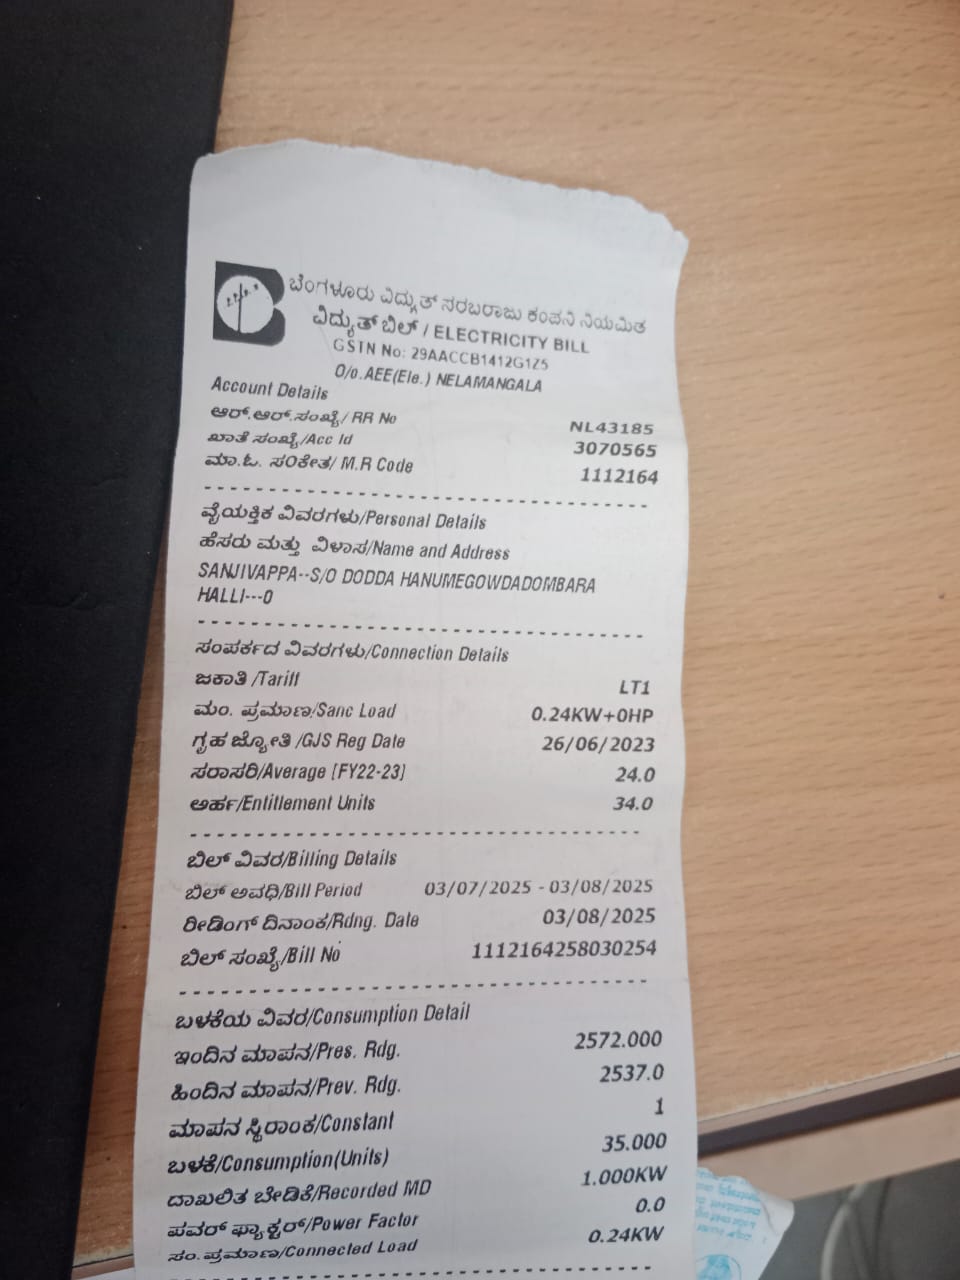 ಬೆಂಗಳೂರು ವಿದ್ಯುತ್ ಸರಬರಾಜು ಕಂಪನಿ ನಿಯಮಿತ
ವಿದ್ಯುತ್ ಬಿಲ್ / ELECTRICITY BILL
GSTN No: 29AACCB1412G1Z5
O/o.AEE(Ele.) NELAMANGALA
Account Details
ಆರ್.ಆರ್.ಸಂಖ್ಯೆ/ RR No NL43185
ಖಾತೆ ಸಂಖ್ಯೆ/Acc Id 3070565
ಮಾ.ಓ. ಸಂಕೇತ/ M.R Code 1112164
ವೈಯಕ್ತಿಕ ವಿವರಗಳು/Personal Details
ಹೆಸರು ಮತ್ತು ವಿಳಾಸ/Name and Address
SANJIVAPPA--S/O DODDA HANUMEGOWDADOMBARA
HALLI---0
ಸಂಪರ್ಕದ ವಿವರಗಳು/Connection Details
ಜಕಾತಿ /Tariff LT1
ಮಂ. ಪ್ರಮಾಣ/Sanc Load 0.24KW+0HP
ಗೃಹ ಜ್ಯೋತಿ /GJS Reg Date 26/06/2023
ಸರಾಸರಿ/Average [FY22-23] 24.0
ಅರ್ಹ/Entitlement Units 34.0
ಬಿಲ್ ವಿವರ/Billing Details
ಬಿಲ್ ಅವಧಿ/Bill Period 03/07/2025 - 03/08/2025
ರೀಡಿಂಗ್ ದಿನಾಂಕ/Rdng. Date 03/08/2025
ಬಿಲ್ ಸಂಖ್ಯೆ/Bill No 1112164258030254
ಬಳಕೆಯ ವಿವರ/Consumption Detail
ಇಂದಿನ ಮಾಪನ/Pres. Rdg. 2572.000
ಹಿಂದಿನ ಮಾಪನ/Prev. Rdg. 2537.0
ಮಾಪನ ಸ್ಥಿರಾಂಕ/Constant 1
ಬಳಕೆ/Consumption(Units) 35.000
ದಾಖಲಿತ ಬೇಡಿಕೆ/Recorded MD 1.000KW
ಪವರ್ ಫ್ಯಾಕ್ಟರ್/Power Factor 0.0
ಸಂ. ಪ್ರಮಾಣ/Connected Load 0.24KW